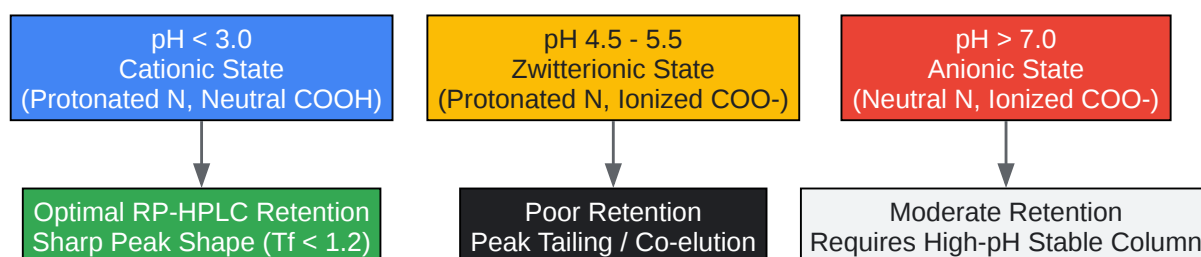 pH < 3.0
Cationic State
(Protonated N, Neutral COOH)
pH 4.5 - 5.5
Zwitterionic State
(Protonated N, Ionized COO-)
pH > 7.0
Anionic State
(Neutral N, Ionized COO-)
Optimal RP-HPLC Retention
Sharp Peak Shape (Tf < 1.2)
Poor Retention
Peak Tailing / Co-elution
Moderate Retention
Requires High-pH Stable Column